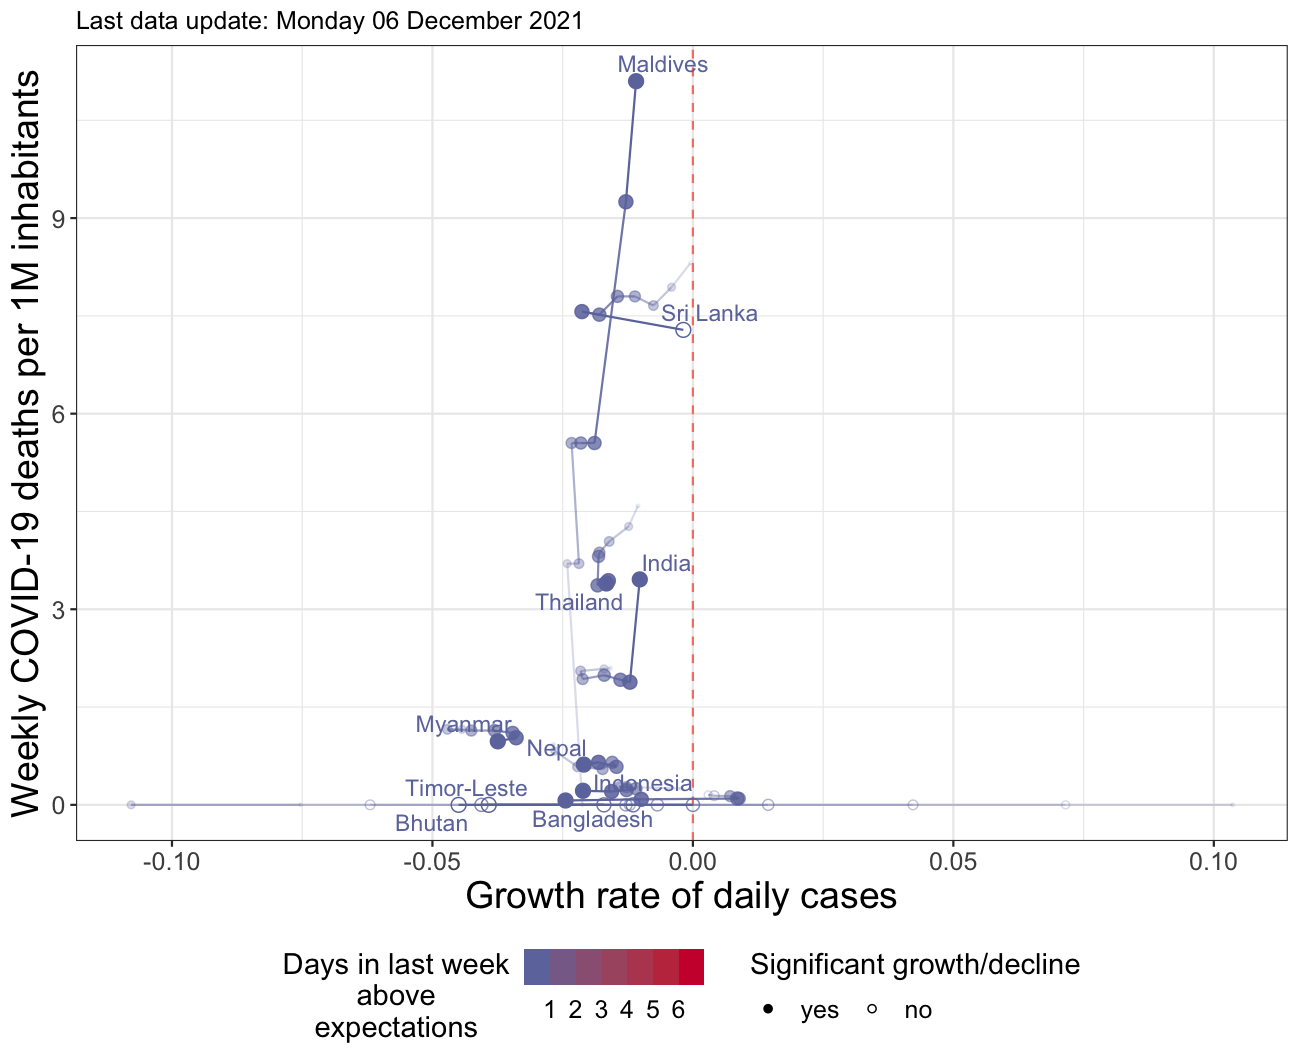 Last data update: Monday 06 December 2021
Weekly COVID-19 deaths per 1M inhabitants
9
6
3
0
Maldives
Sri Lanka
India
Thailand
Myanmar
Nepal
Indonesia
Timor-Leste
Bhutan
Bangladesh
-0.10
-0.05
0.00
0.05
0.10
Growth rate of daily cases
Days in last week
above
expectations
1 2 3 4 5 6
Significant growth/decline
yes
no